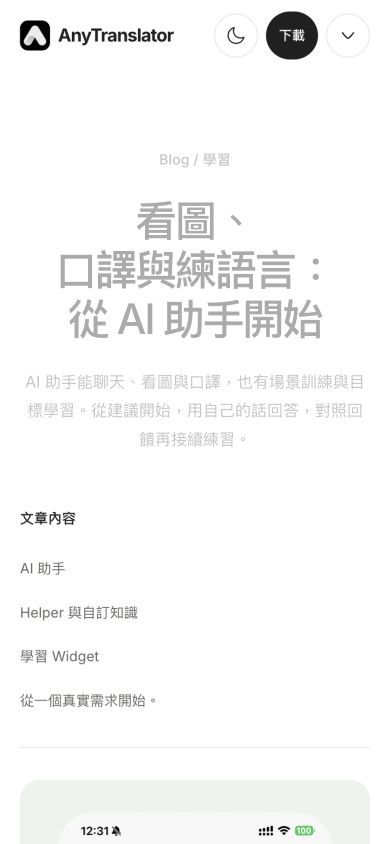 AnyTranslator
下載
Blog / 學習
看圖、
口譯與練語言：
從 AI 助手開始
AI 助手能聊天、看圖與口譯，也有場景訓練與目
標學習。從建議開始，用自己的話回答，對照回
饋再接續練習。
文章內容
AI 助手
Helper 與自訂知識
學習 Widget
從一個真實需求開始。
12:31
100